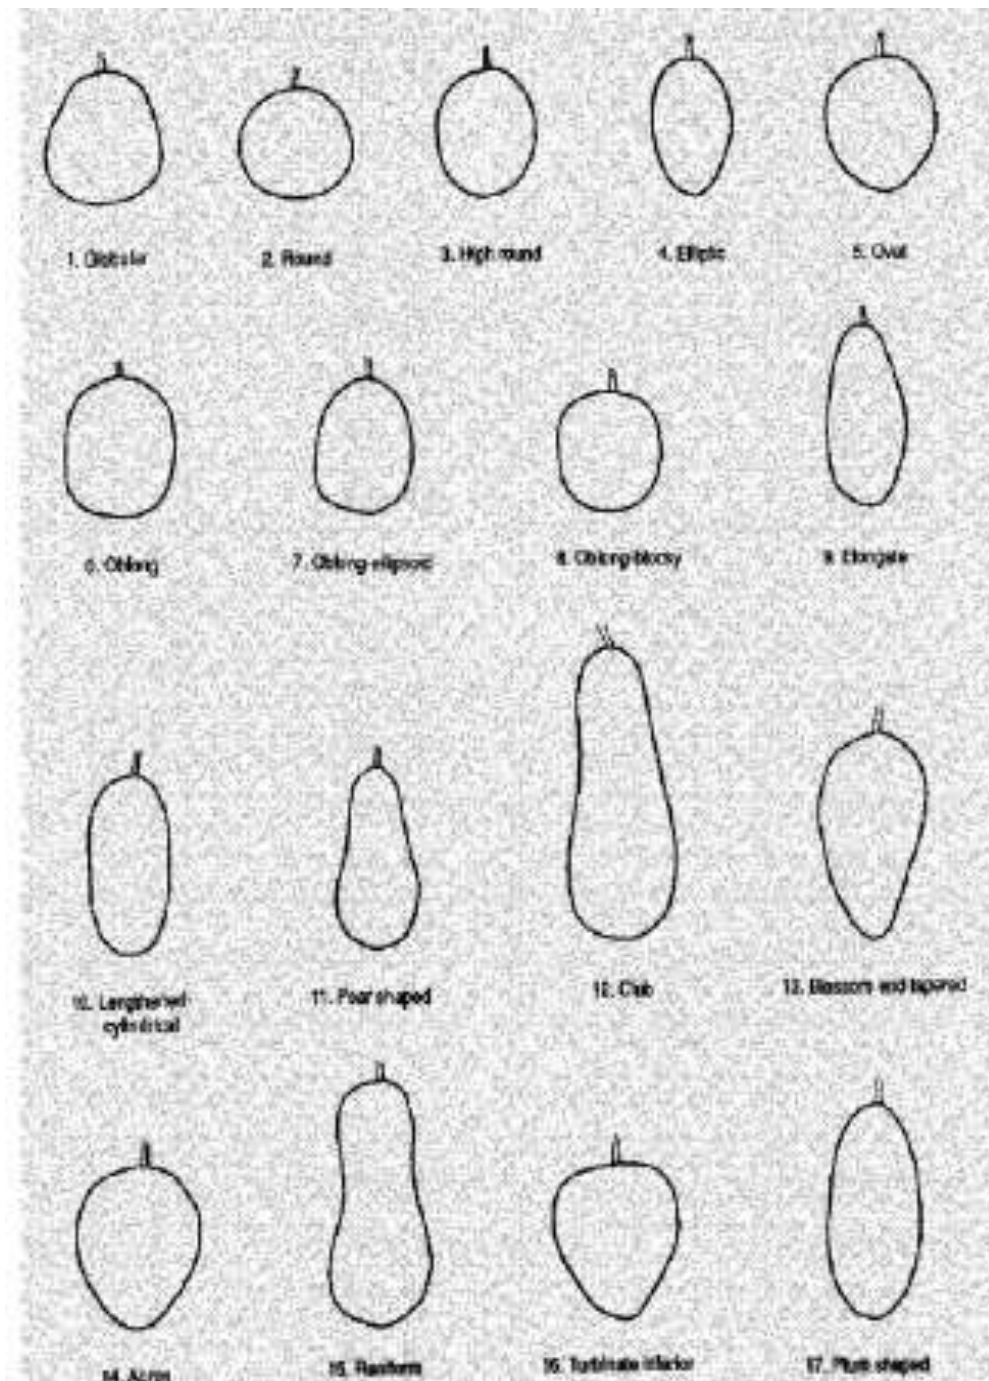 1. Globular
2. Round
3. High round
4. Elliptic
5. Oval
6. Oblong
7. Oblong-ellipsoid
8. Oblong-blocky
9. Elongate
10. Lengthened-
cylindrical
11. Pear shaped
12. Club
13. Blossom end tapered
14.
15.
16. Turbinate inferior
17. Plum shaped